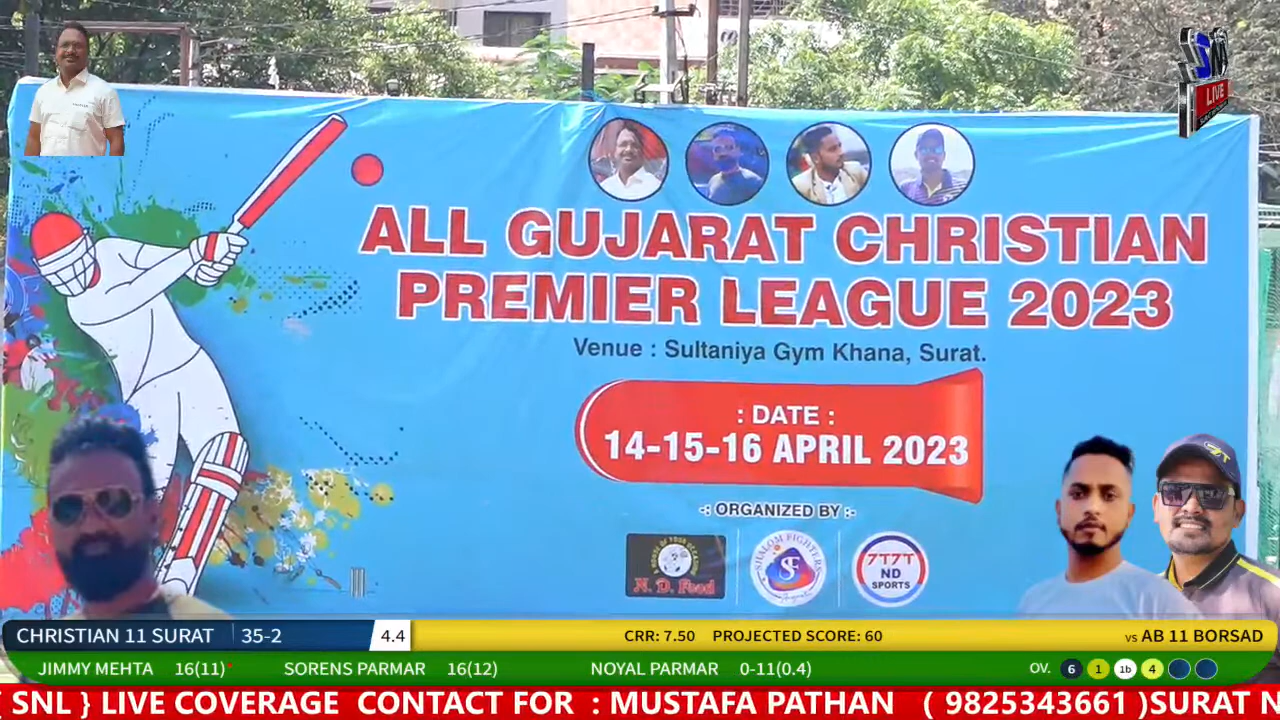 SNM
LIVE
ALL GUJARAT CHRISTIAN
PREMIER LEAGUE 2023
Venue : Sultaniya Gym Khana, Surat.
: DATE :
14-15-16 APRIL 2023
-: ORGANIZED BY :-
N. D. Food
SHALOM FIGHTERS
SF
7T7T
ND
SPORTS
CHRISTIAN 11 SURAT 35-2 4.4 CRR: 7.50 PROJECTED SCORE: 60 vs AB 11 BORSAD
JIMMY MEHTA 16(11)* SORENS PARMAR 16(12) NOYAL PARMAR 0-11(0.4) OV. 6 1 1b 4
{ SNL } LIVE COVERAGE CONTACT FOR : MUSTAFA PATHAN ( 9825343661 )SURAT N